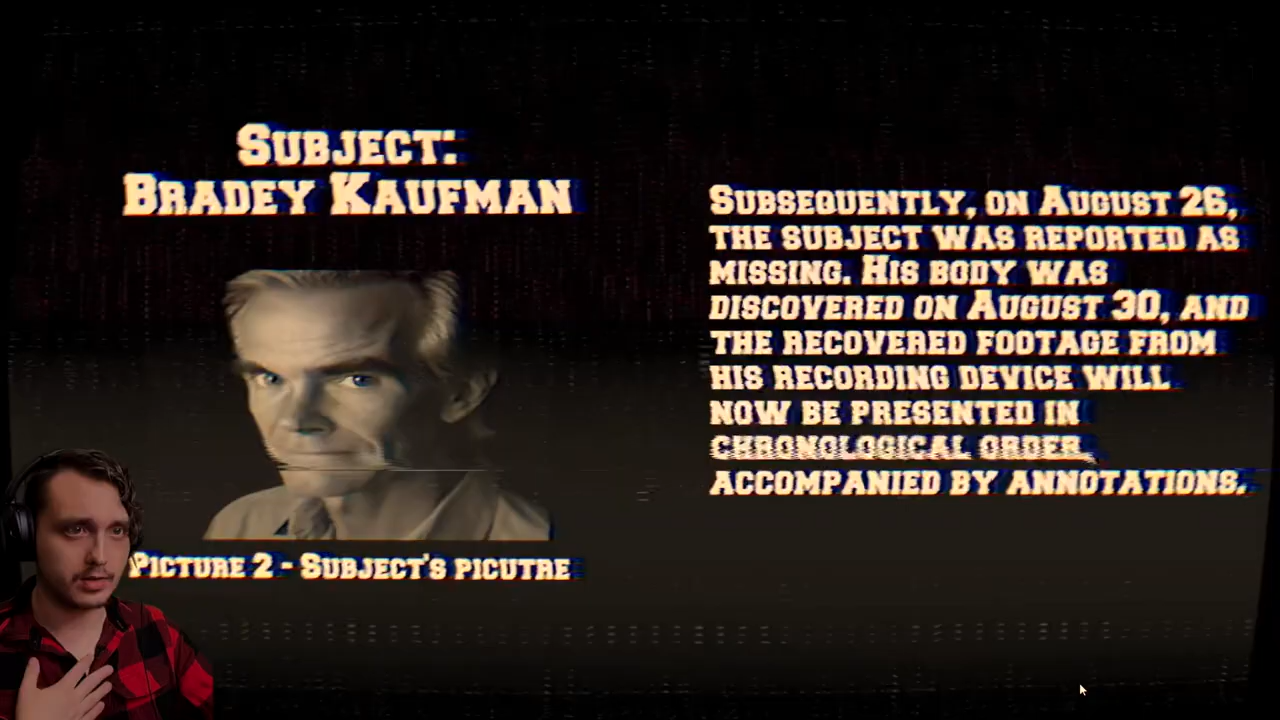 SUBJECT:
BRADEY KAUFMAN
PICTURE 2 - SUBJECT'S PICUTRE
SUBSEQUENTLY, ON AUGUST 26,
THE SUBJECT WAS REPORTED AS
MISSING. HIS BODY WAS
DISCOVERED ON AUGUST 30, AND
THE RECOVERED FOOTAGE FROM
HIS RECORDING DEVICE WILL
NOW BE PRESENTED IN
CHRONOLOGICAL ORDER,
ACCOMPANIED BY ANNOTATIONS.